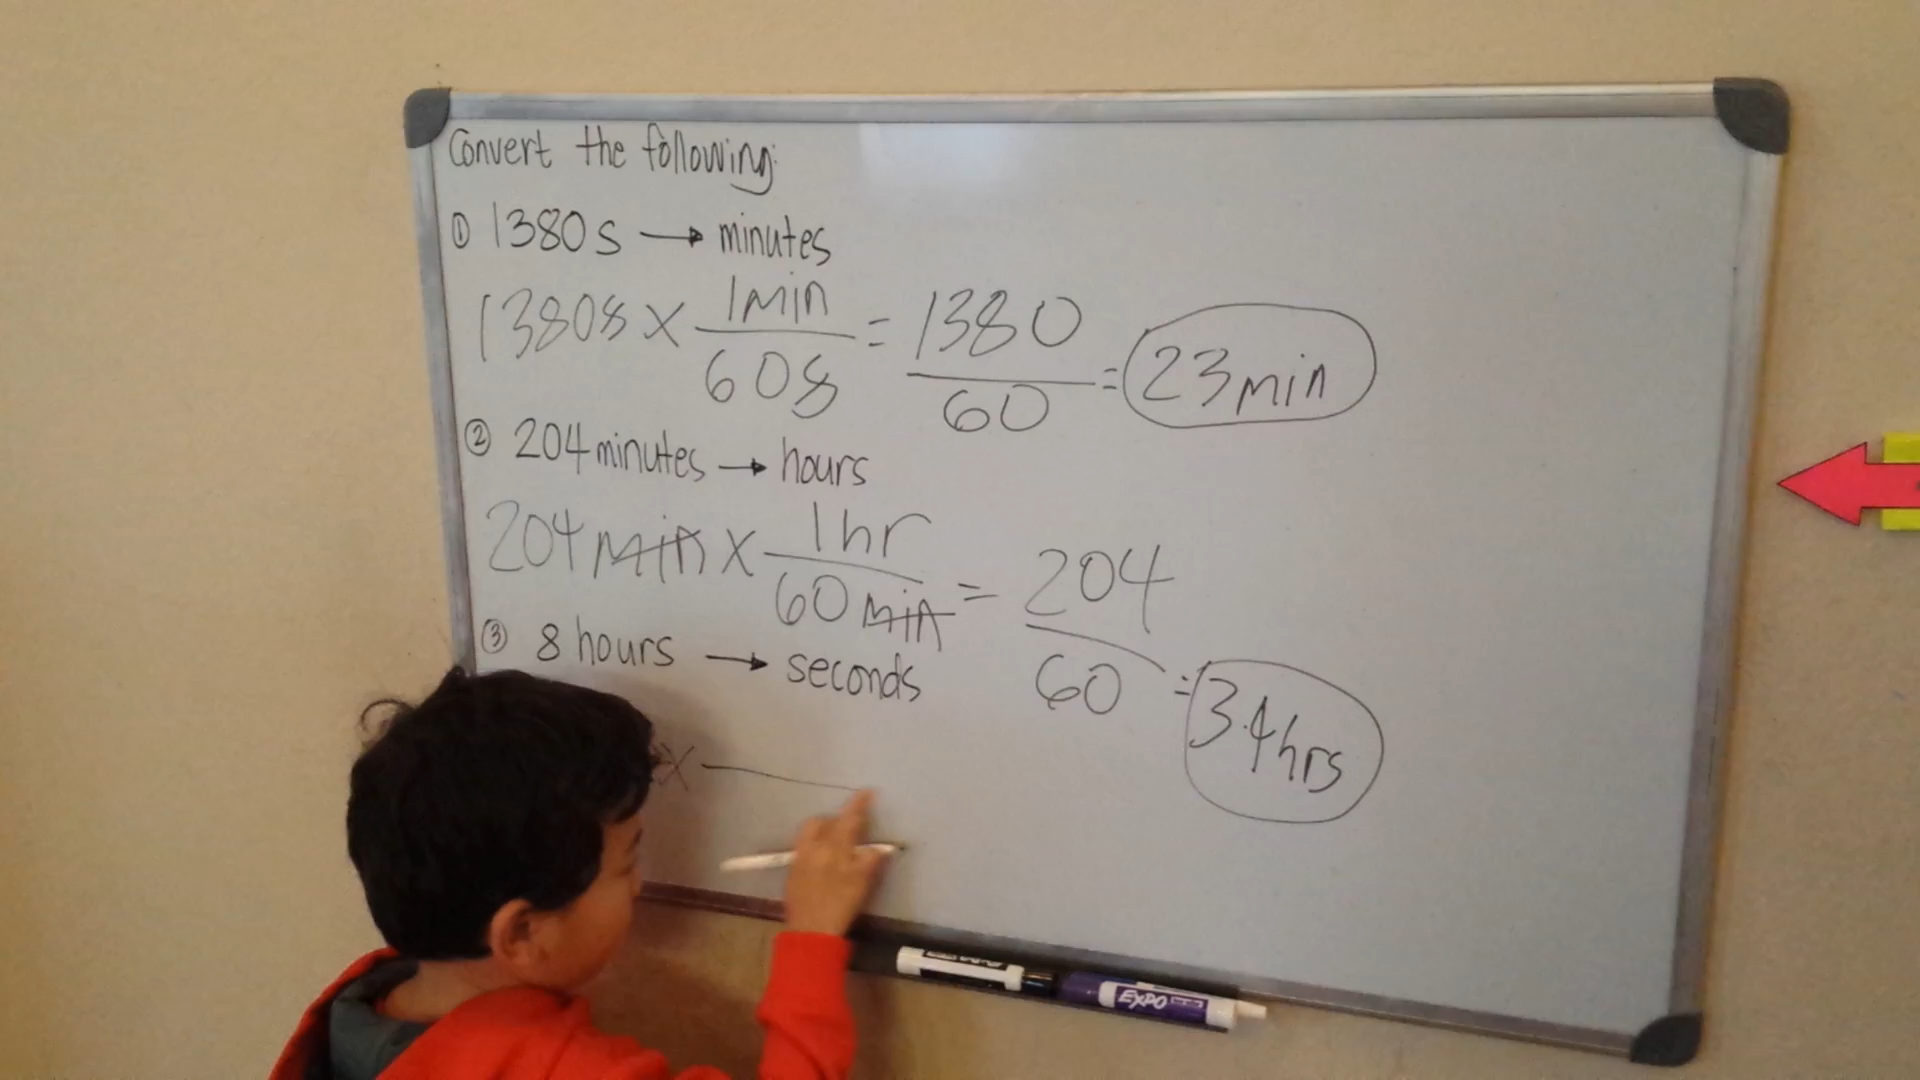 Convert the following:
① 1380 s → minutes
1380s x 1min/60s = 1380/60 = 23min
② 204 minutes → hours
204 min x 1hr/60 min = 204/60 = 3.4hrs
③ 8 hours → seconds
x
EXPO